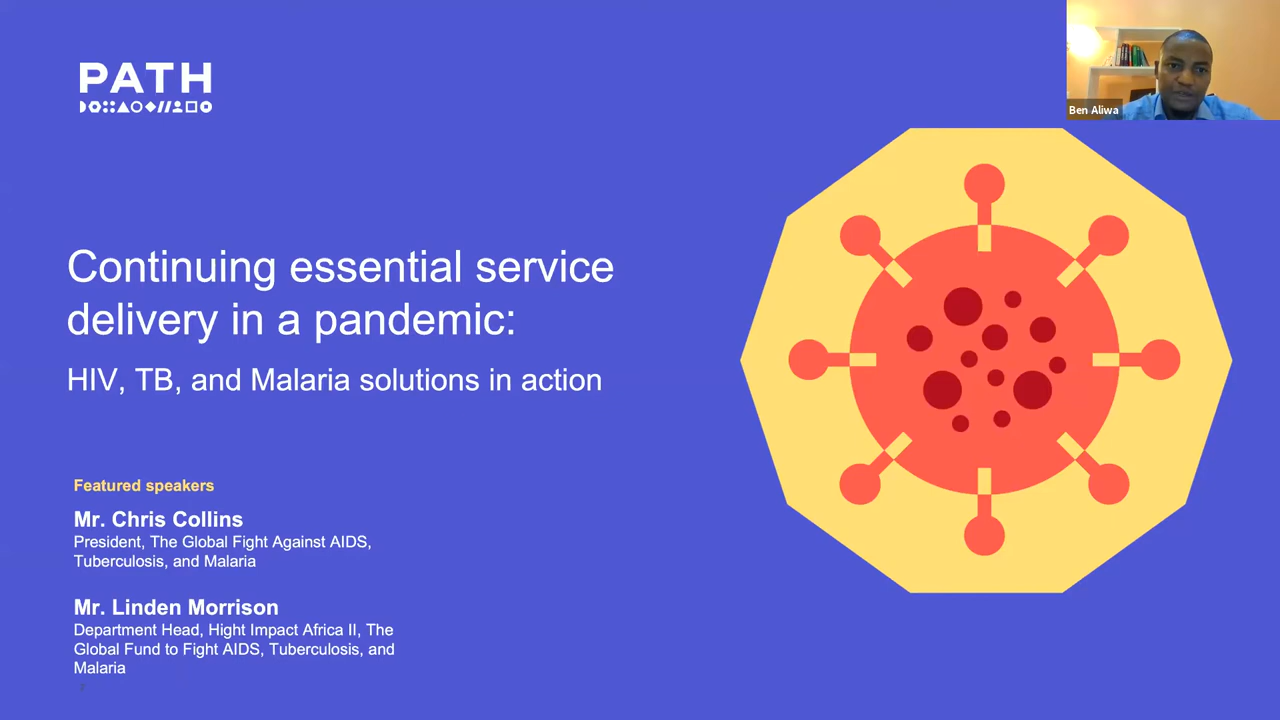 PATH
Ben Aliwa
Continuing essential service
delivery in a pandemic:
HIV, TB, and Malaria solutions in action
Featured speakers
Mr. Chris Collins
President, The Global Fight Against AIDS,
Tuberculosis, and Malaria
Mr. Linden Morrison
Department Head, Hight Impact Africa II, The
Global Fund to Fight AIDS, Tuberculosis, and
Malaria